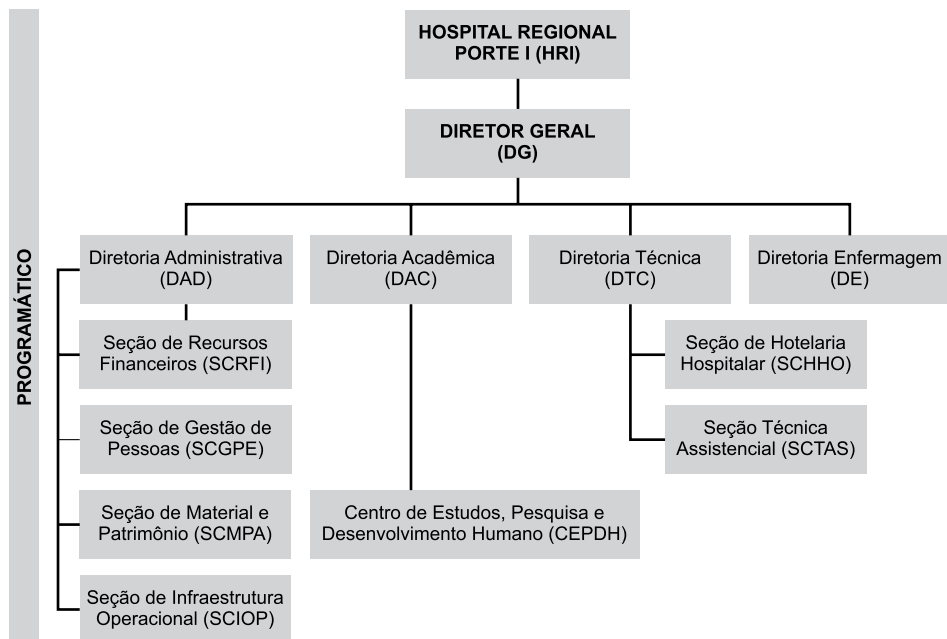 HOSPITAL REGIONAL
PORTE I (HRI)
DIRETOR GERAL
(DG)
PROGRAMÁTICO
Diretoria Administrativa
(DAD)
Diretoria Acadêmica
(DAC)
Diretoria Técnica
(DTC)
Diretoria Enfermagem
(DE)
Seção de Recursos
Financeiros (SCRFI)
Seção de Hotelaria
Hospitalar (SCHHO)
Seção de Gestão de
Pessoas (SCGPE)
Seção Técnica
Assistencial (SCTAS)
Seção de Material e
Patrimônio (SCMPA)
Centro de Estudos, Pesquisa e
Desenvolvimento Humano (CEPDH)
Seção de Infraestrutura
Operacional (SCIOP)